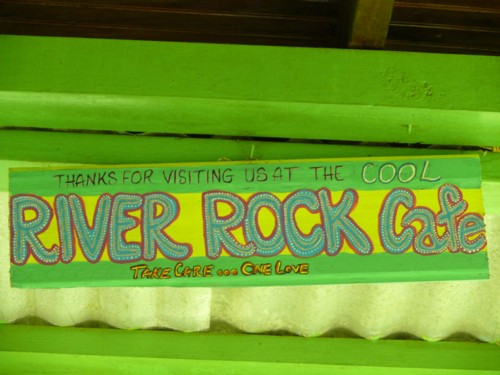 THANKS FOR VISITING US AT THE COOL
RIVER ROCK Cafe
TAKE CARE ... ONE LOVE